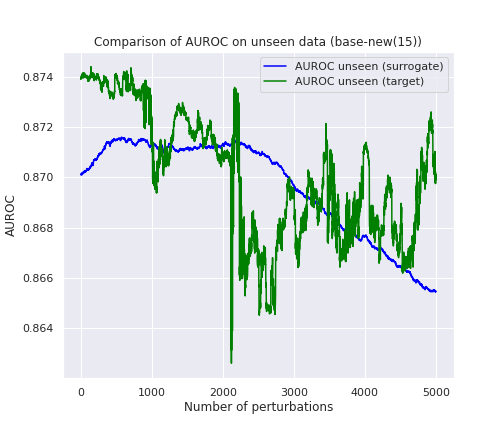 Comparison of AUROC on unseen data (base-new(15))
AUROC unseen (surrogate)
AUROC unseen (target)
0.874
0.872
0.870
0.868
0.866
0.864
AUROC
0
1000
2000
3000
4000
5000
Number of perturbations